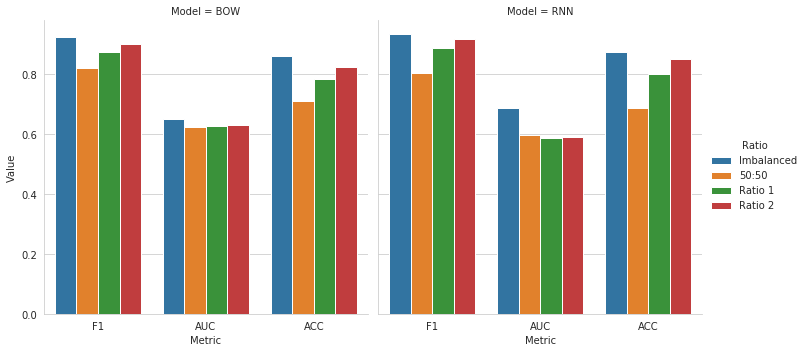 Model = BOW
Model = RNN
Value
0.8
0.6
0.4
0.2
0.0
F1
AUC
ACC
Metric
F1
AUC
ACC
Metric
Ratio
Imbalanced
50:50
Ratio 1
Ratio 2